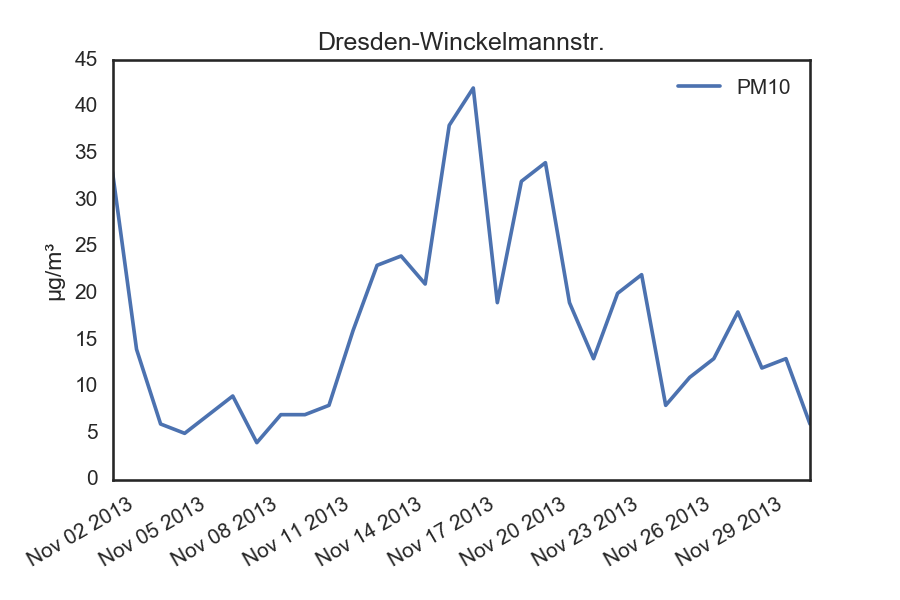 Dresden-Winckelmannstr.
45
40
35
30
25
20
15
10
5
0
µg/m³
PM10
Nov 02 2013
Nov 05 2013
Nov 08 2013
Nov 11 2013
Nov 14 2013
Nov 17 2013
Nov 20 2013
Nov 23 2013
Nov 26 2013
Nov 29 2013